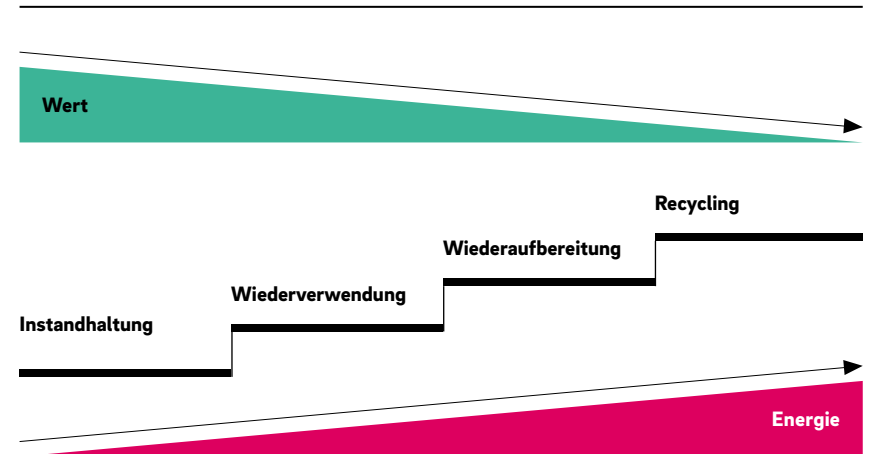 Wert
Recycling
Wiederaufbereitung
Wiederverwendung
Instandhaltung
Energie